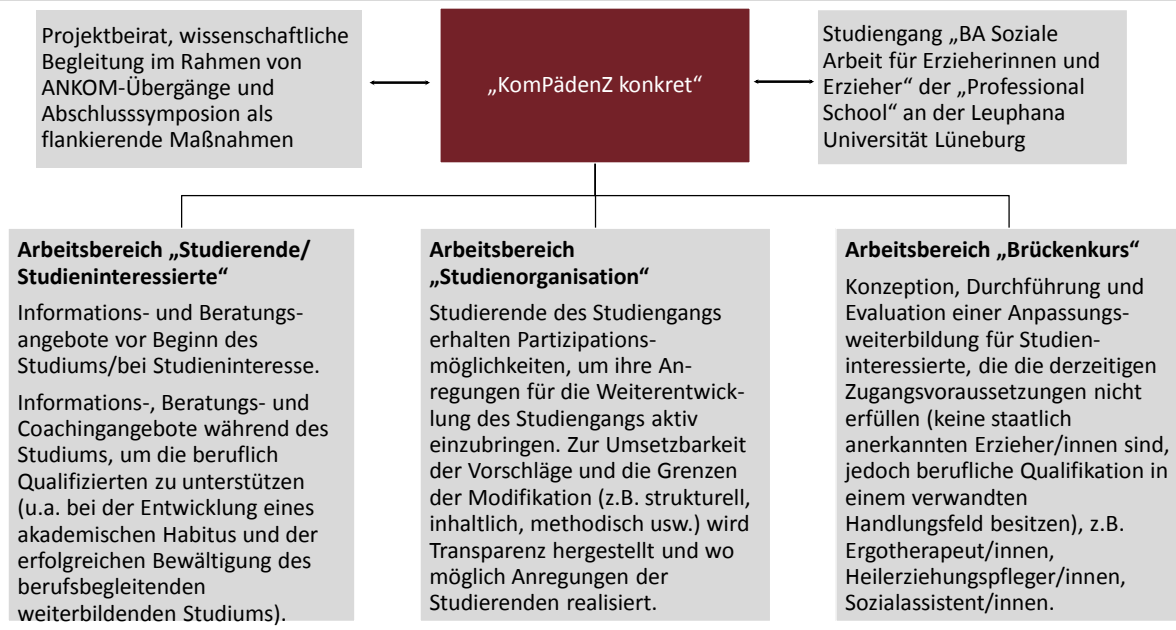 Projektbeirat, wissenschaftliche
Begleitung im Rahmen von
ANKOM-Übergänge und
Abschlusssymposion als
flankierende Maßnahmen
„KomPädenZ konkret“
Studiengang „BA Soziale
Arbeit für Erzieherinnen und
Erzieher“ der „Professional
School“ an der Leuphana
Universität Lüneburg
Arbeitsbereich „Studierende/
Studieninteressierte“
Informations- und Beratungs-
angebote vor Beginn des
Studiums/bei Studieninteresse.
Informations-, Beratungs- und
Coachingangebote während des
Studiums, um die beruflich
Qualifizierten zu unterstützen
(u.a. bei der Entwicklung eines
akademischen Habitus und der
erfolgreichen Bewältigung des
berufsbegleitenden
weiterbildenden Studiums).
Arbeitsbereich
„Studienorganisation“
Studierende des Studiengangs
erhalten Partizipations-
möglichkeiten, um ihre An-
regungen für die Weiterentwick-
lung des Studiengangs aktiv
einzubringen. Zur Umsetzbarkeit
der Vorschläge und die Grenzen
der Modifikation (z.B. strukturell,
inhaltlich, methodisch usw.) wird
Transparenz hergestellt und wo
möglich Anregungen der
Studierenden realisiert.
Arbeitsbereich „Brückenkurs“
Konzeption, Durchführung und
Evaluation einer Anpassungs-
weiterbildung für Studien-
interessierte, die die derzeitigen
Zugangsvoraussetzungen nicht
erfüllen (keine staatlich
anerkannten Erzieher/innen sind,
jedoch berufliche Qualifikation in
einem verwandten
Handlungsfeld besitzen), z.B.
Ergotherapeut/innen,
Heilerziehungspfleger/innen,
Sozialassistent/innen.